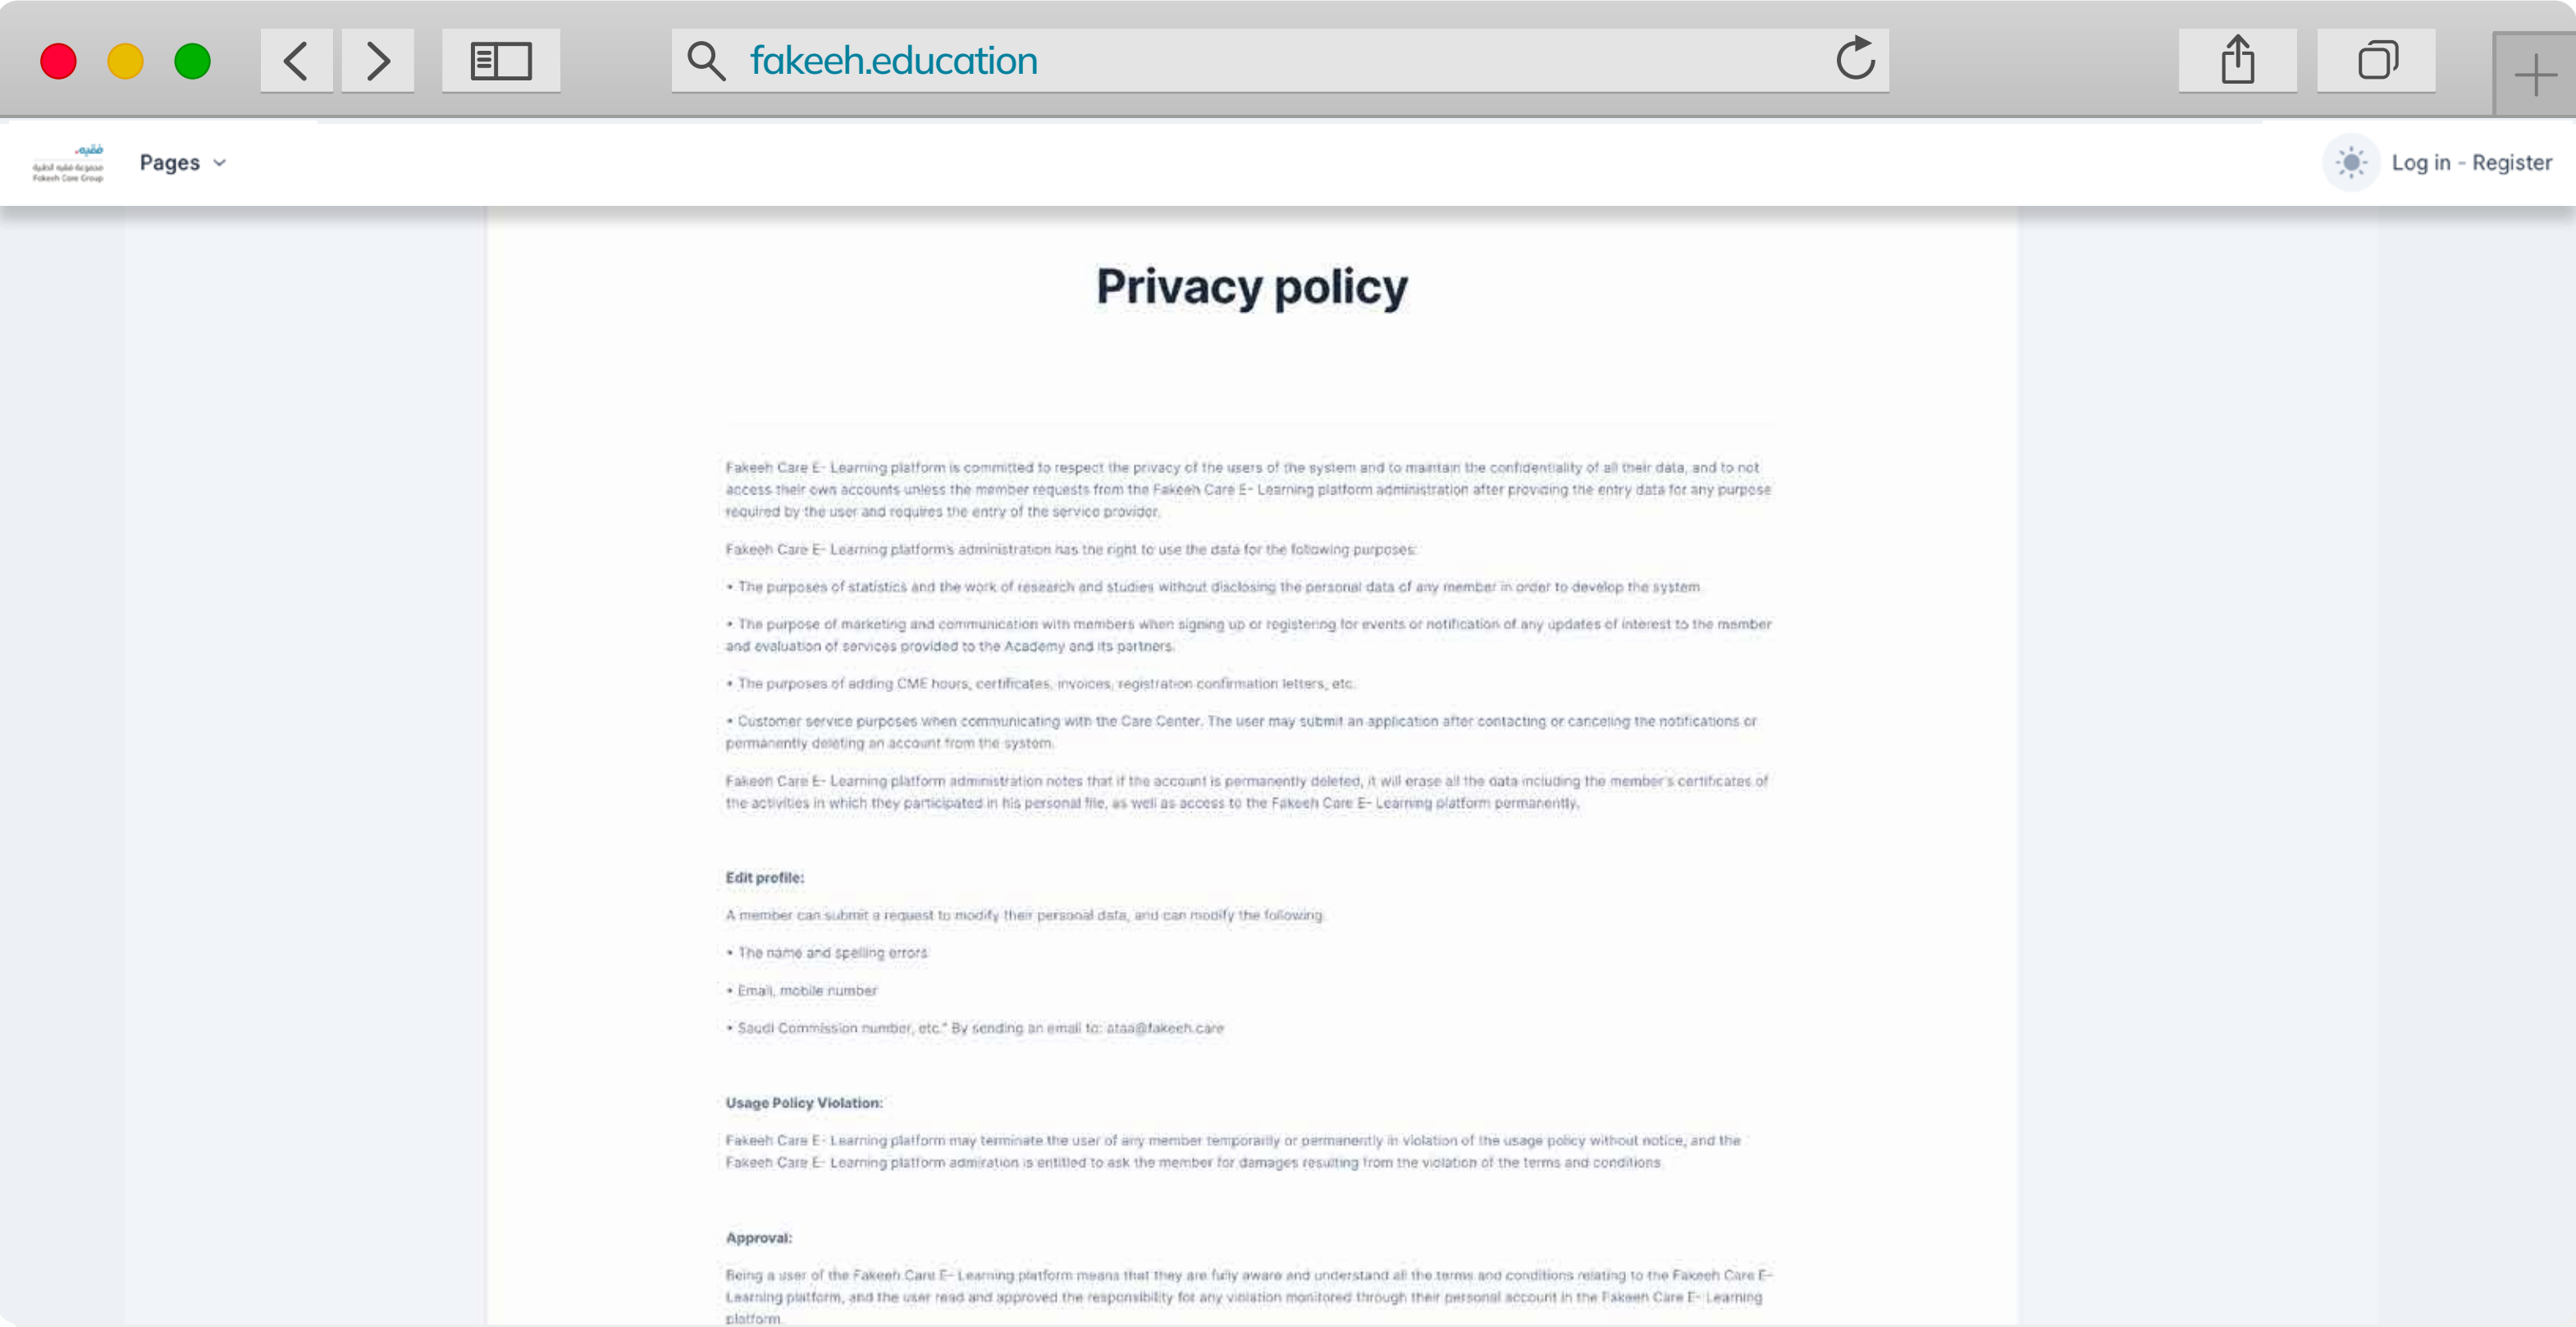 fakeeh.education
فقيه
مجموعة فقيه الطبية
Fakeeh Care Group
Pages
Log in - Register
Privacy policy
Fakeeh Care E- Learning platform is committed to respect the privacy of the users of the system and to maintain the confidentiality of all their data, and to not
access their own accounts unless the member requests from the Fakeeh Care E- Learning platform administration after providing the entry data for any purpose
required by the user and requires the entry of the service provider.
Fakeeh Care E- Learning platform's administration has the right to use the data for the following purposes:
• The purposes of statistics and the work of research and studies without disclosing the personal data of any member in order to develop the system.
• The purpose of marketing and communication with members when signing up or registering for events or notification of any updates of interest to the member
and evaluation of services provided to the Academy and its partners.
• The purposes of adding CME hours, certificates, invoices, registration confirmation letters, etc.
• Customer service purposes when communicating with the Care Center. The user may submit an application after contacting or canceling the notifications or
permanently deleting an account from the system.
Fakeeh Care E- Learning platform administration notes that if the account is permanently deleted, it will erase all the data including the member's certificates of
the activities in which they participated in his personal file, as well as access to the Fakeeh Care E- Learning platform permanently.
Edit profile:
A member can submit a request to modify their personal data, and can modify the following:
• The name and spelling errors
• Email, mobile number
• Saudi Commission number, etc." By sending an email to: ataa@fakeeh.care
Usage Policy Violation:
Fakeeh Care E- Learning platform may terminate the user of any member temporarily or permanently in violation of the usage policy without notice, and the
Fakeeh Care E- Learning platform admiration is entitled to ask the member for damages resulting from the violation of the terms and conditions.
Approval:
Being a user of the Fakeeh Care E- Learning platform means that they are fully aware and understand all the terms and conditions relating to the Fakeeh Care E-
Learning platform, and the user read and approved the responsibility for any violation monitored through their personal account in the Fakeeh Care E- Learning
platform.